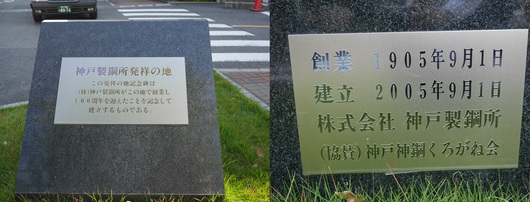 神戸製鋼所発祥の地
この発祥の地記念碑は
(株)神戸製鋼所がこの地で創業し
100周年を迎えたことを記念して
建立するものである。
創業 1905年9月1日
建立 2005年9月1日
株式会社 神戸製鋼所
(協賛) 神戸神鋼くろがね会